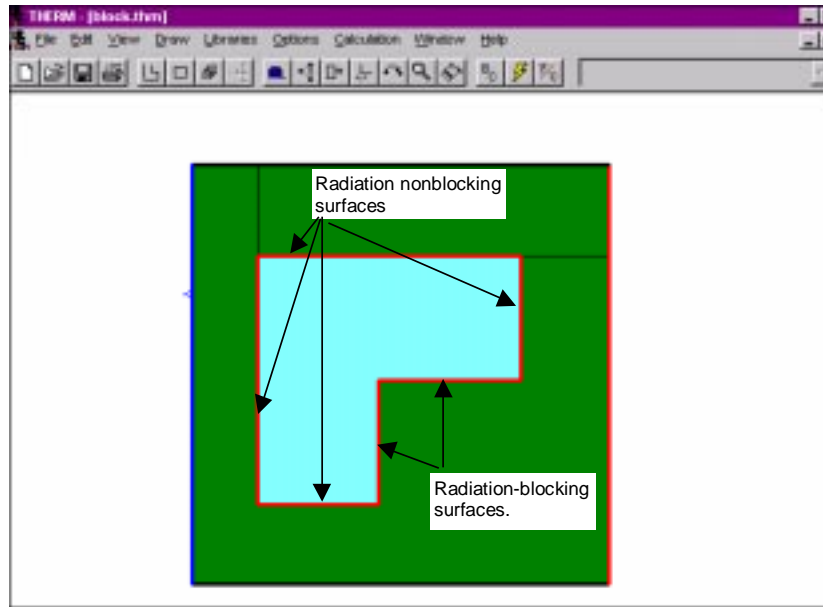 THERM - [block.thm]
File Edit View Draw Libraries Options Calculation Window Help
Radiation nonblocking
surfaces
Radiation-blocking
surfaces.